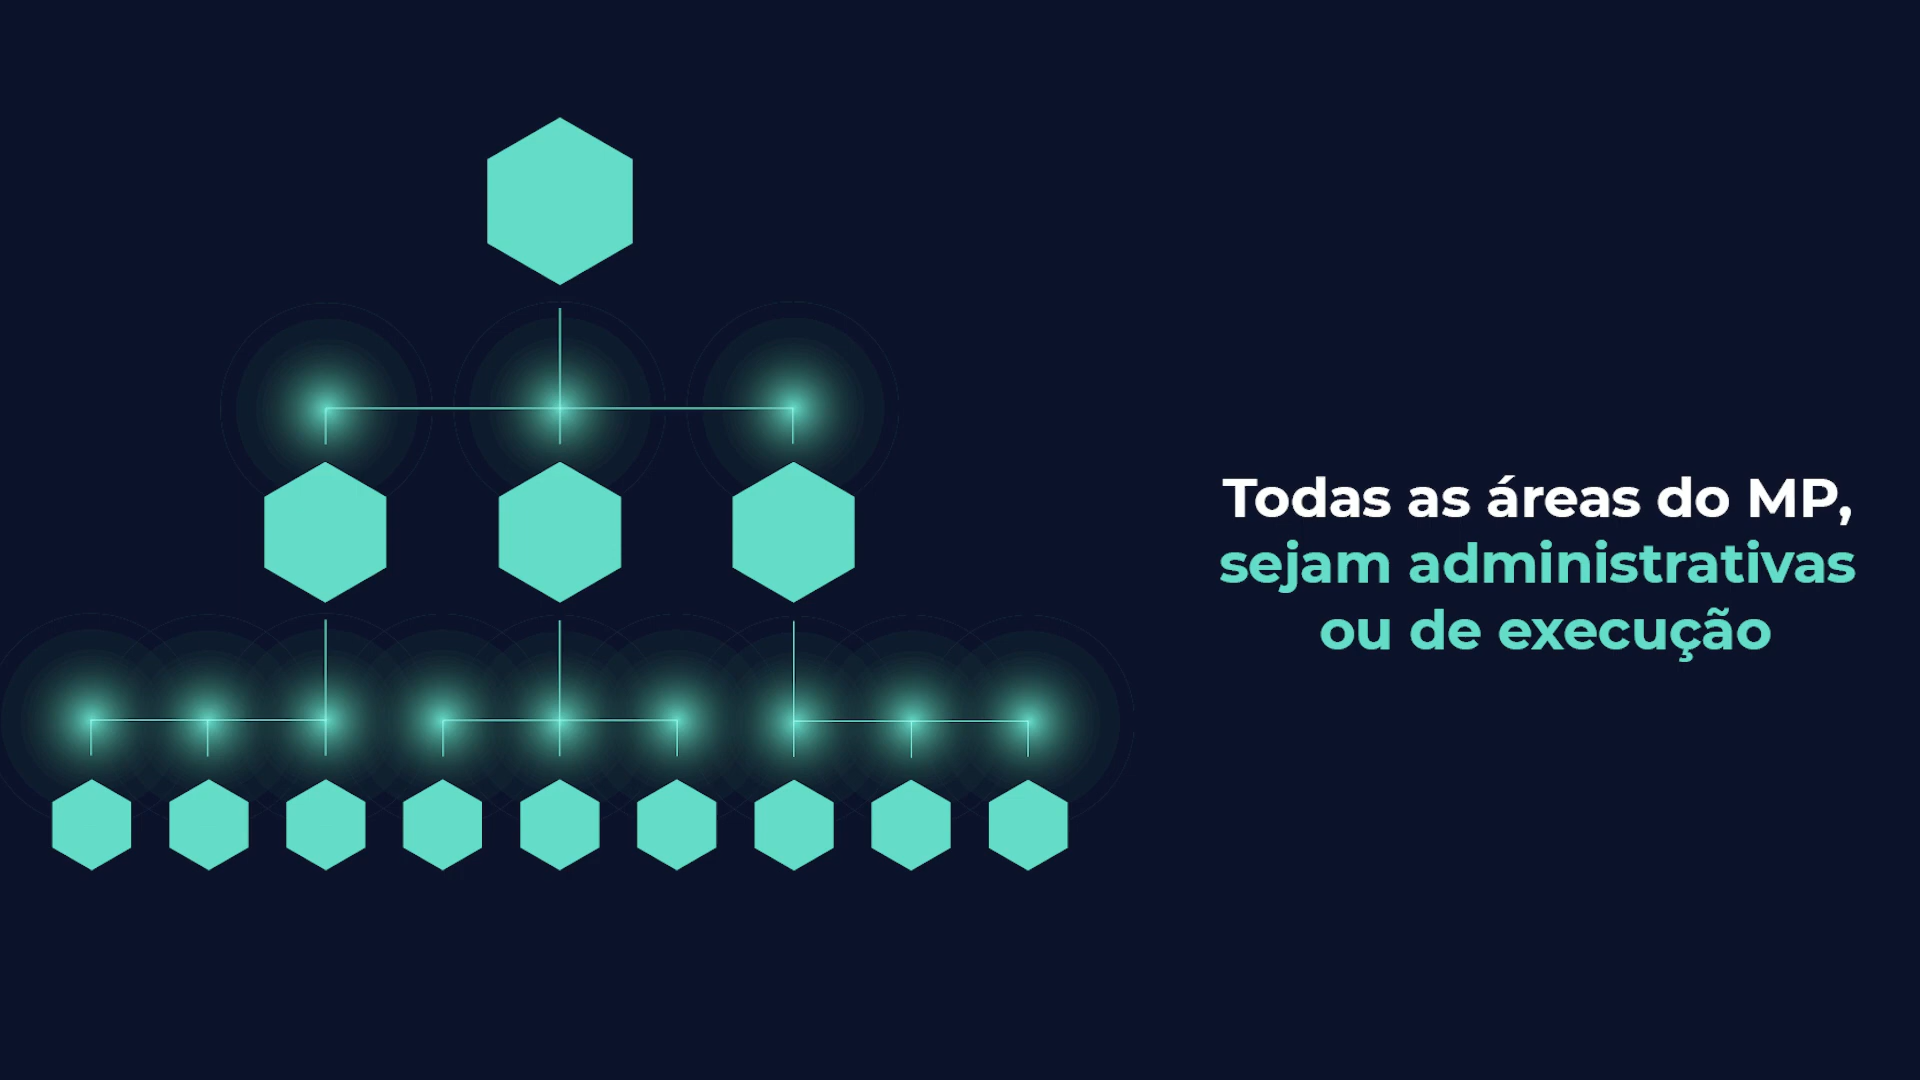 Todas as áreas do MP,
sejam administrativas
ou de execução